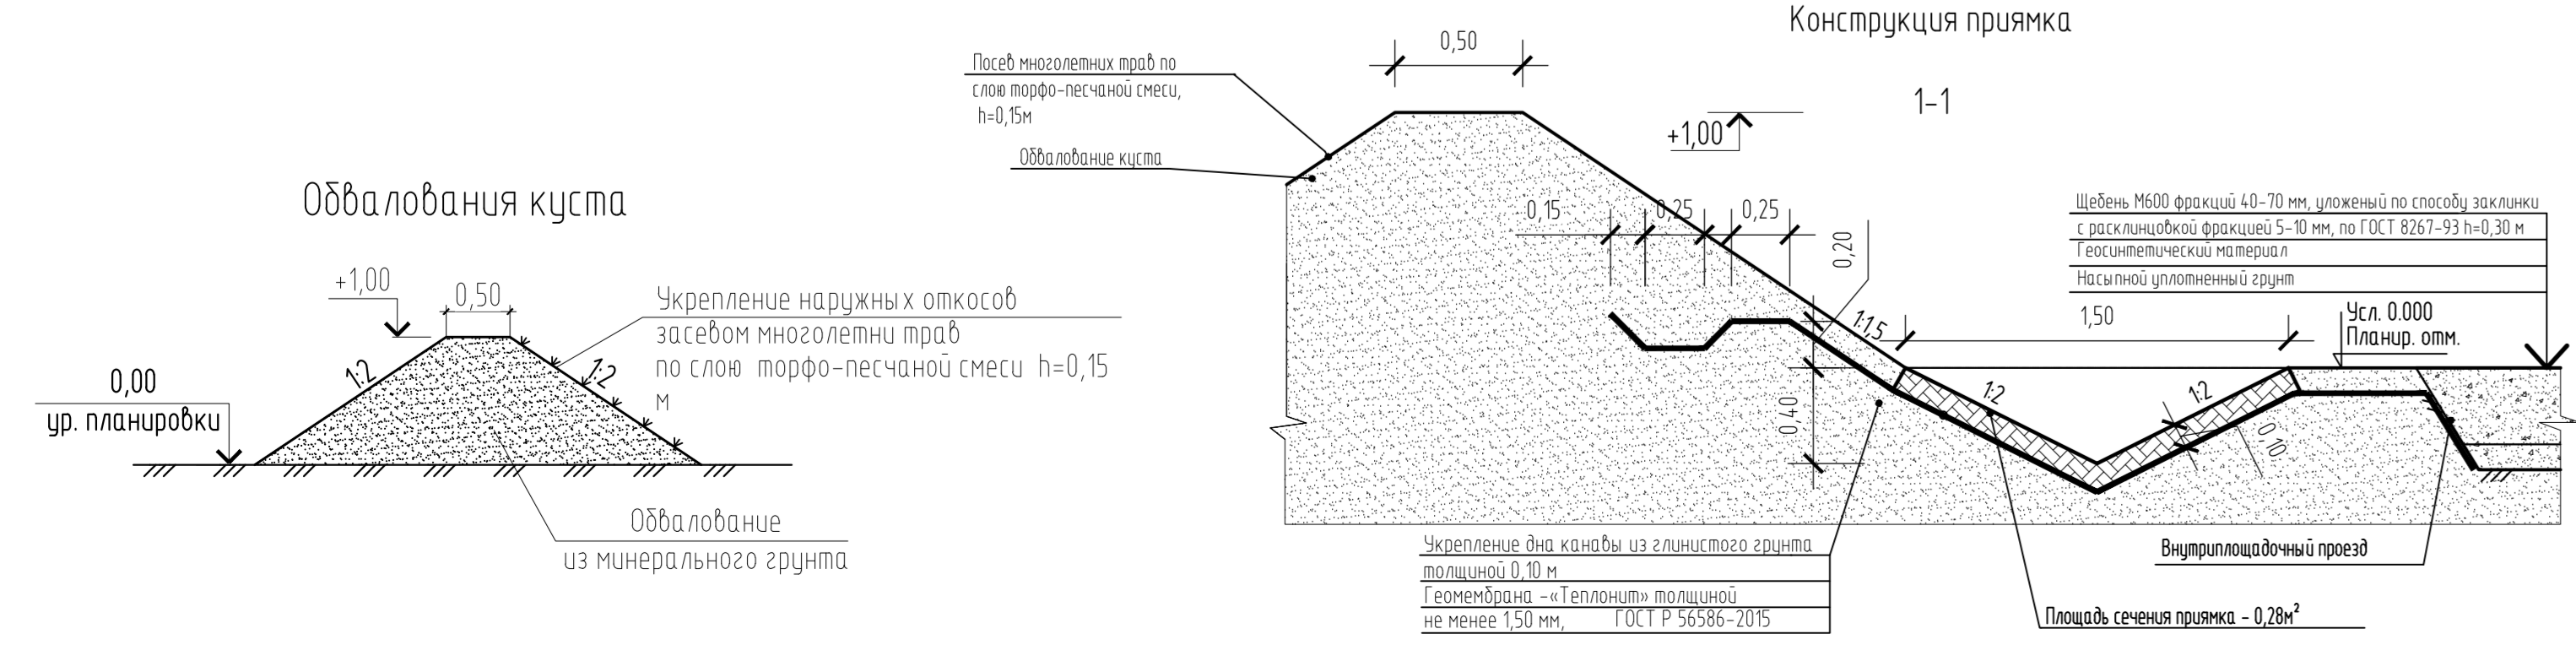 Обвалования куста
+1,00
0,50
0,00
ур. планировки
1:2
1:2
Укрепление наружных откосов
засевом многолетни трав
по слою торфо-песчаной смеси h=0,15
м
Обвалование
из минерального грунта
Конструкция приямка
1-1
Посев многолетних трав по
слою торфо-песчаной смеси,
h=0,15м
Обвалование куста
0,50
+1,00
0,15
0,25
0,25
0,20
0,40
1:1,5
1,50
1:2
1:2
0,10
Щебень М600 фракций 40-70 мм, уложеный по способу заклинки
с расклинцовкой фракцией 5-10 мм, по ГОСТ 8267-93 h=0,30 м
Геосинтетический материал
Насыпной уплотненный грунт
Усл. 0.000
Планир. отм.
Укрепление дна канавы из глинистого грунта
толщиной 0,10 м
Геомембрана -«Теплонит» толщиной
не менее 1,50 мм, ГОСТ Р 56586-2015
Внутриплощадочный проезд
Площадь сечения приямка - 0,28м²